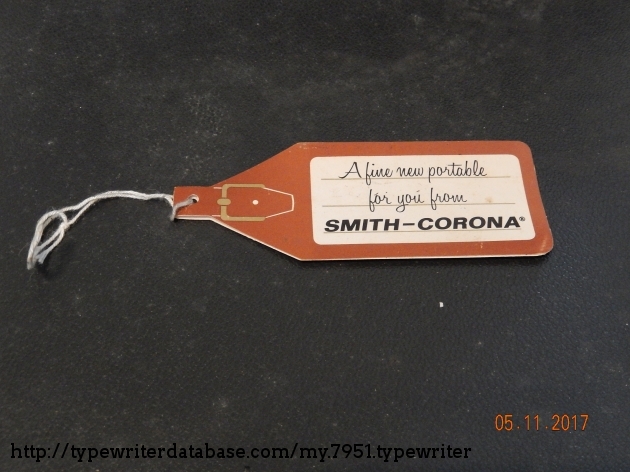 A fine new portable
for you from
SMITH-CORONA®
05.11.2017
http://typewriterdatabase.com/my.7951.typewriter